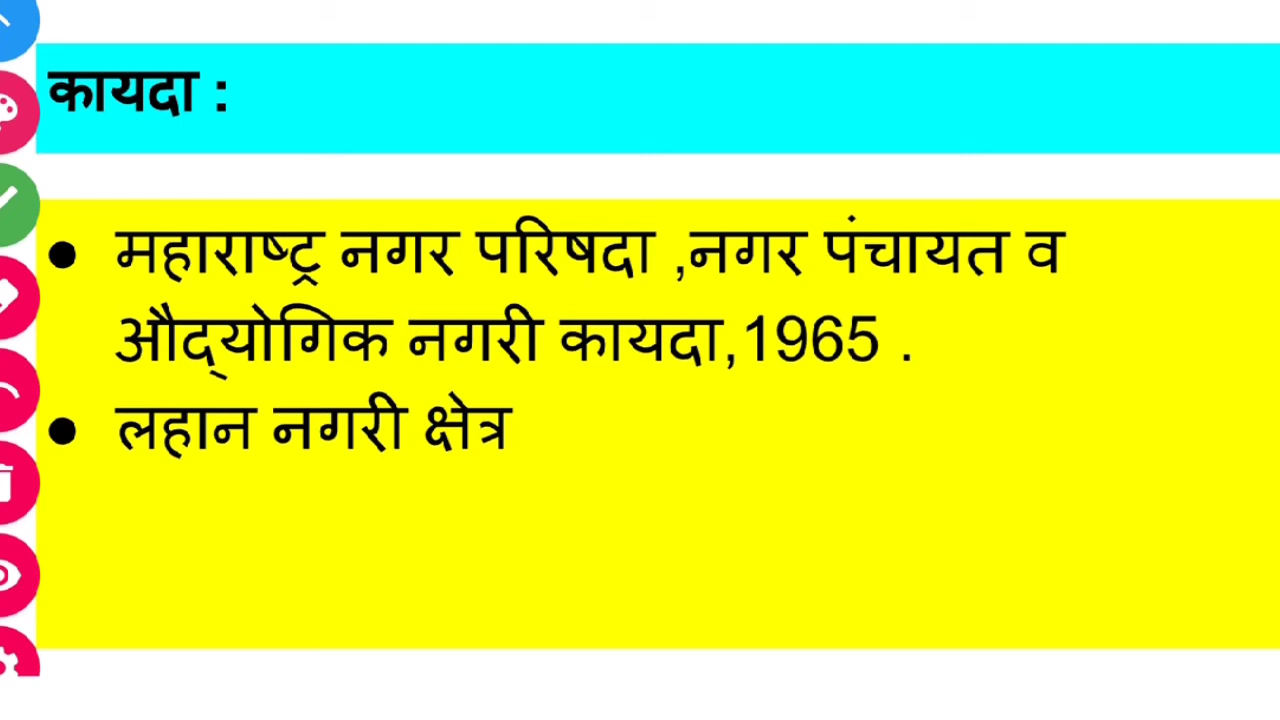 कायदा :
महाराष्ट्र नगर परिषदा ,नगर पंचायत व
औद्‌योगिक नगरी कायदा,1965 .
लहान नगरी क्षेत्र